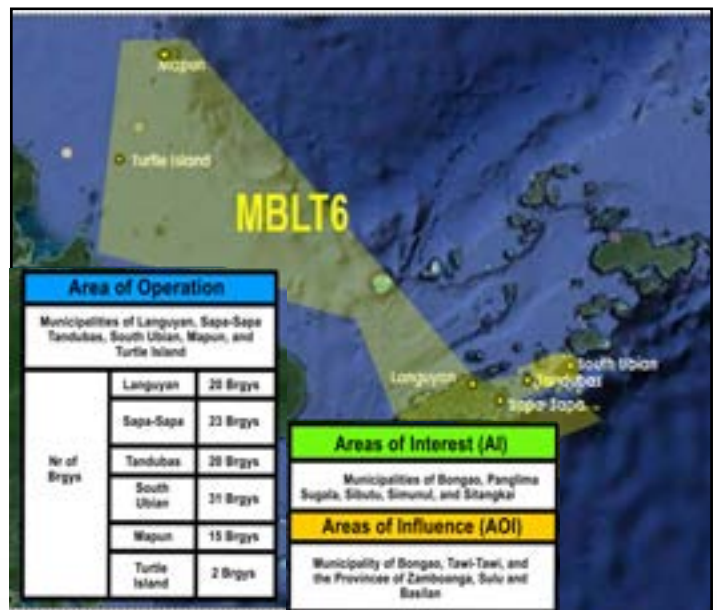 Mapun
Turtle Island
MBLT6
South Ubian
Languyan
Tandubas
Sapa-Sapa
Area of Operation
Municipalities of Languyan, Sapa-Sapa
Tandubas, South Ubian, Mapun, and
Turtle Island
Nr of
Brgys
Languyan 20 Brgys
Sapa-Sapa 23 Brgys
Tandubas 20 Brgys
South
Ubian 31 Brgys
Mapun 15 Brgys
Turtle
Island 2 Brgys
Areas of Interest (AI)
Municipalities of Bongao, Panglima
Sugala, Sibutu, Simunul, and Sitangkai
Areas of Influence (AOI)
Municipality of Bongao, Tawi-Tawi, and
the Provincee of Zamboanga, Sulu and
Basilan